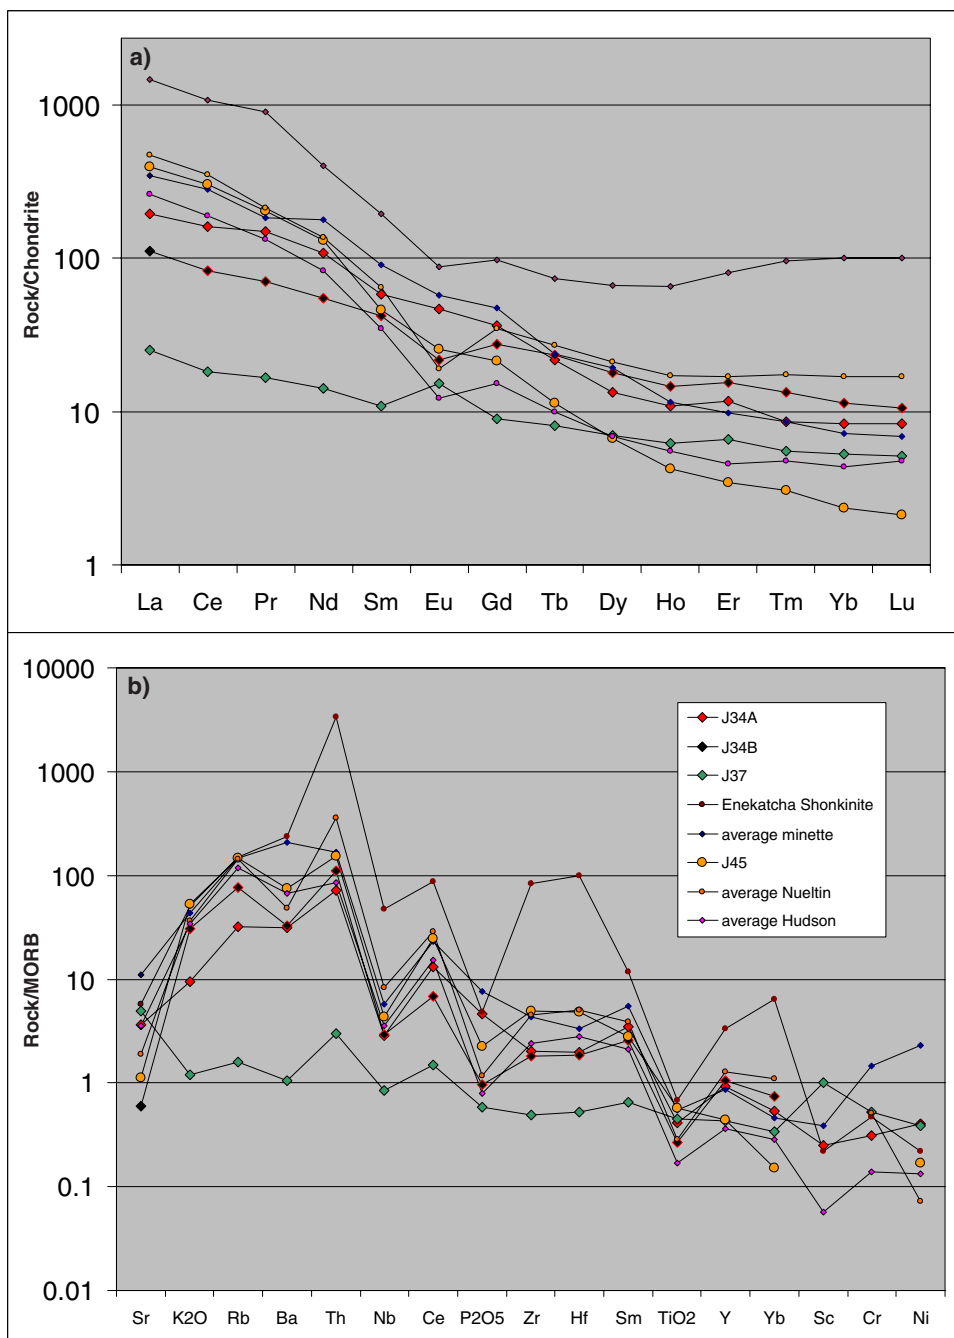 a)
1000
100
10
1
Rock/Chondrite
La Ce Pr Nd Sm Eu Gd Tb Dy Ho Er Tm Yb Lu
b)
10000
1000
100
10
1
0.1
0.01
Rock/MORB
J34A
J34B
J37
Enekatcha Shonkinite
average minette
J45
average Nueltin
average Hudson
Sr K2O Rb Ba Th Nb Ce P2O5 Zr Hf Sm TiO2 Y Yb Sc Cr Ni